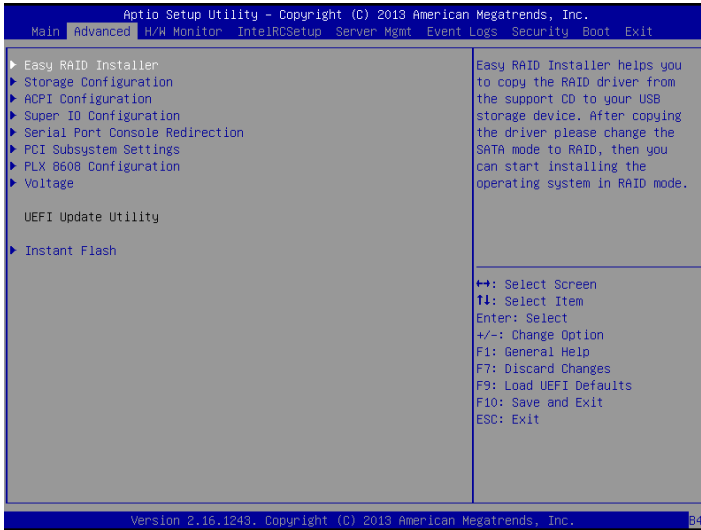 Aptio Setup Utility – Copyright (C) 2013 American Megatrends, Inc.
Main Advanced H/W Monitor IntelRCSetup Server Mgmt Event Logs Security Boot Exit
Easy RAID Installer
Storage Configuration
ACPI Configuration
Super IO Configuration
Serial Port Console Redirection
PCI Subsystem Settings
PLX 8608 Configuration
Voltage
UEFI Update Utility
Instant Flash
Easy RAID Installer helps you
to copy the RAID driver from
the support CD to your USB
storage device. After copying
the driver please change the
SATA mode to RAID, then you
can start installing the
operating system in RAID mode.
↔: Select Screen
↑↓: Select Item
Enter: Select
+/-: Change Option
F1: General Help
F7: Discard Changes
F9: Load UEFI Defaults
F10: Save and Exit
ESC: Exit
Version 2.16.1243. Copyright (C) 2013 American Megatrends, Inc.
B4